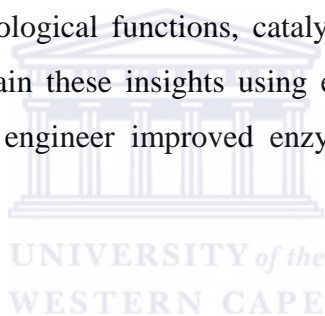 ological functions, cataly
ain these insights using e
engineer improved enzy
UNIVERSITY of the
WESTERN CAPE